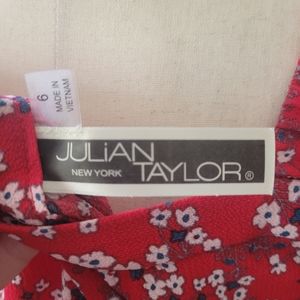 6
MADE IN
VIETNAM
JULiAN
NEW YORK TAYLOR®